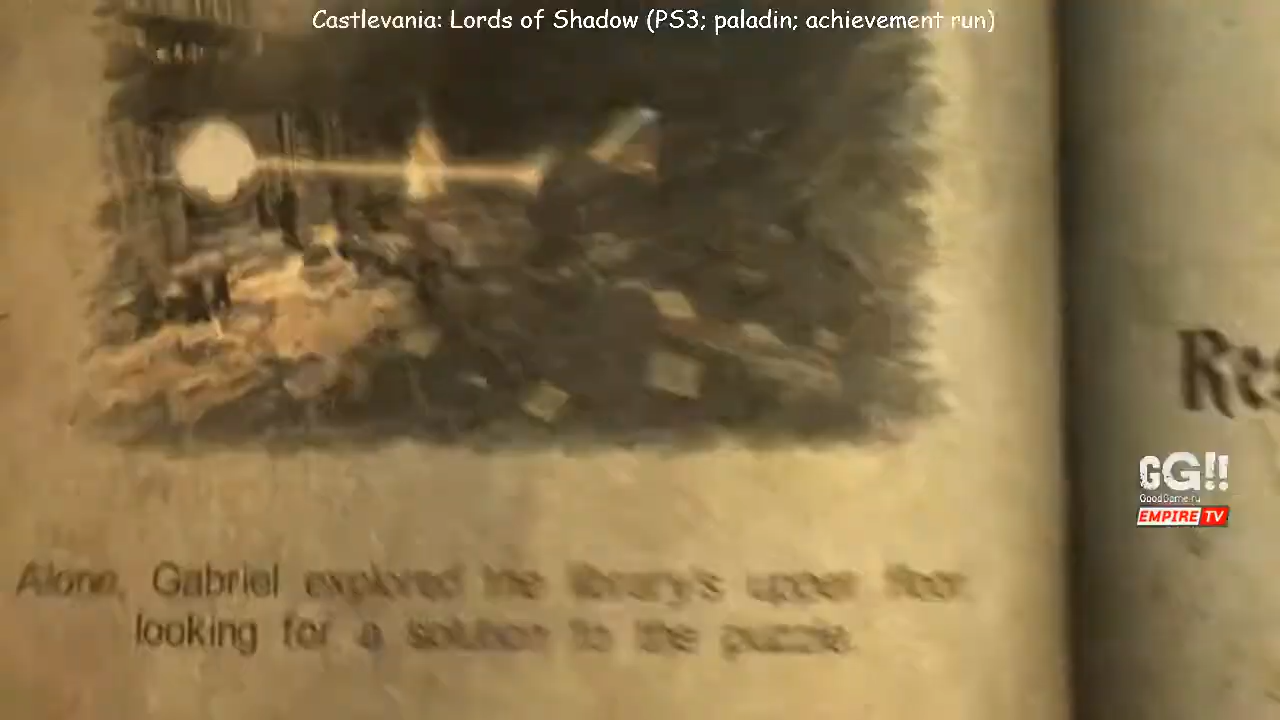 Castlevania: Lords of Shadow (PS3; paladin; achievement run)
GG!!
GoodGame.ru
EMPIRE TV
Alone, Gabriel explored the library's upper floor
looking for a solution to the puzzle.